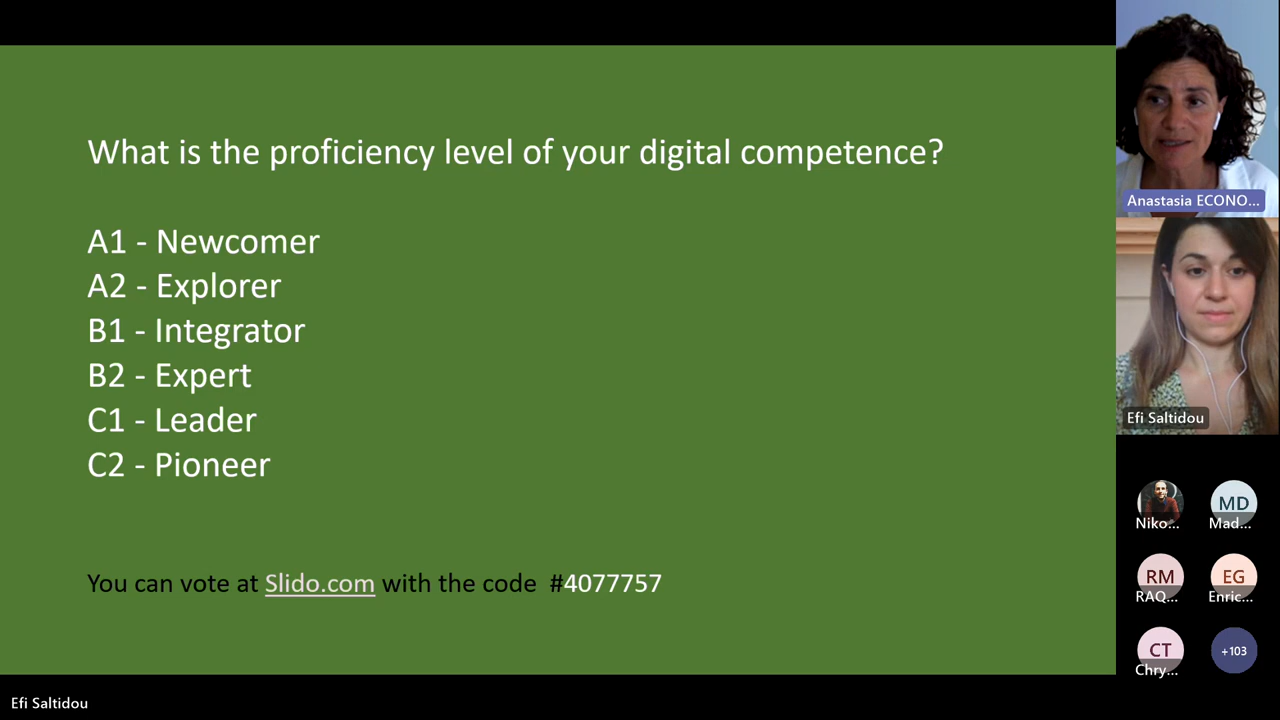 What is the proficiency level of your digital competence?
A1 - Newcomer
A2 - Explorer
B1 - Integrator
B2 - Expert
C1 - Leader
C2 - Pioneer
You can vote at Slido.com with the code #4077757
Anastasia ECONO...
Efi Saltidou
Niko...
MD
Mad...
RM
RAQ...
EG
Enric...
CT
Chry...
+103
Efi Saltidou